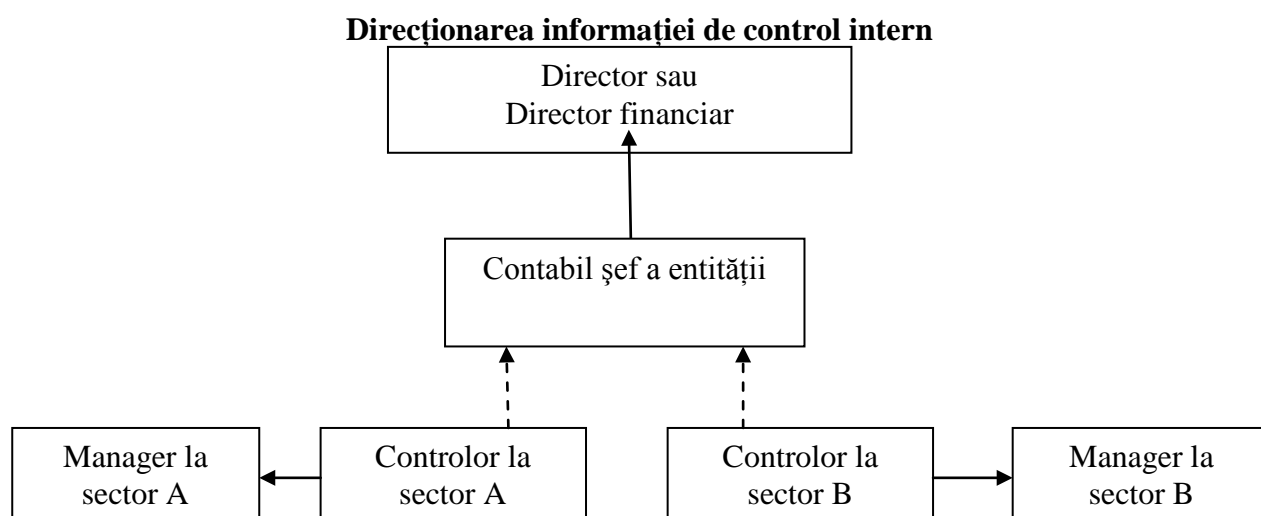 Direcționarea informației de control intern
Director sau
Director financiar
Contabil şef a entității
Manager la
sector A
Controlor la
sector A
Controlor la
sector B
Manager la
sector B